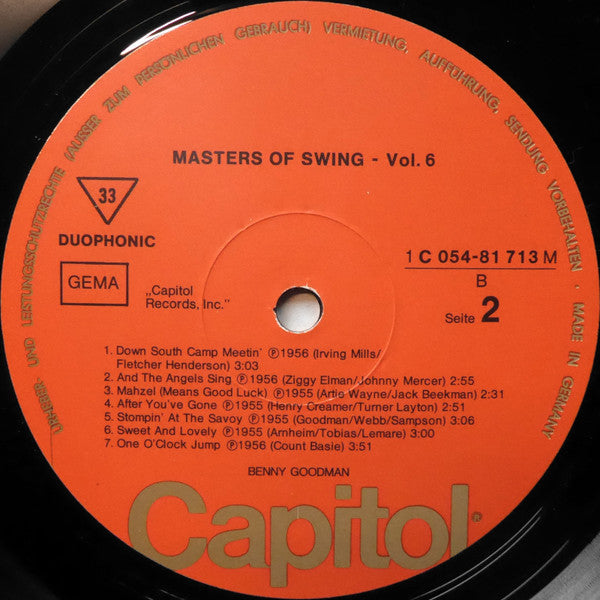 URHEBER- UND LEISTUNGSSCHUTZRECHTE (AUSSER ZUM PERSÖNLICHEN GEBRAUCH) VERMIETUNG, AUFFÜHRUNG, SENDUNG VORBEHALTEN · MADE IN GERMANY
MASTERS OF SWING - Vol. 6
33
DUOPHONIC
GEMA
„Capitol
Records, Inc."
1 C 054-81 713 M
B
Seite 2
1. Down South Camp Meetin' ℗1956 (Irving Mills/
Fletcher Henderson) 3:03
2. And The Angels Sing ℗1956 (Ziggy Elman/Johnny Mercer) 2:55
3. Mahzel (Means Good Luck) ℗1955 (Artie Wayne/Jack Beekman) 2:31
4. After You've Gone ℗1955 (Henry Creamer/Turner Layton) 2:51
5. Stompin' At The Savoy ℗1955 (Goodman/Webb/Sampson) 3:06
6. Sweet And Lovely ℗1955 (Arnheim/Tobias/Lemare) 3:00
7. One O'Clock Jump ℗1956 (Count Basie) 3:51
BENNY GOODMAN
Capitol®